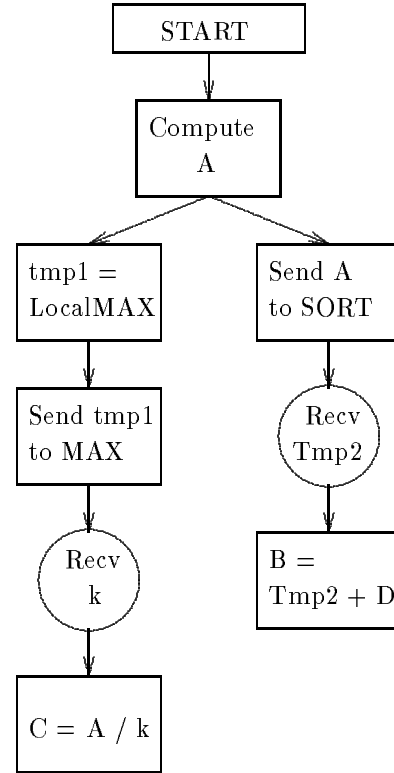 START
Compute
A
tmp1 =
LocalMAX
Send A
to SORT
Send tmp1
to MAX
Recv
Tmp2
Recv
k
B =
Tmp2 + D
C = A / k